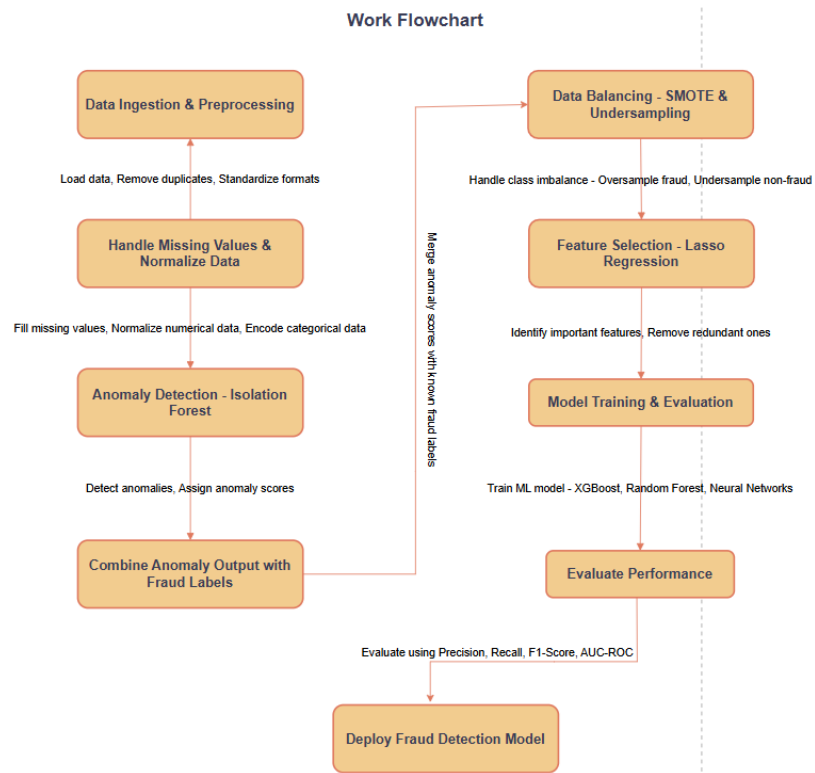 Work Flowchart
Data Ingestion & Preprocessing
Load data, Remove duplicates, Standardize formats
Handle Missing Values &
Normalize Data
Fill missing values, Normalize numerical data, Encode categorical data
Anomaly Detection - Isolation
Forest
Detect anomalies, Assign anomaly scores
Combine Anomaly Output with
Fraud Labels
Merge anomaly scores with known fraud labels
Data Balancing - SMOTE &
Undersampling
Handle class imbalance - Oversample fraud, Undersample non-fraud
Feature Selection - Lasso
Regression
Identify important features, Remove redundant ones
Model Training & Evaluation
Train ML model - XGBoost, Random Forest, Neural Networks
Evaluate Performance
Evaluate using Precision, Recall, F1-Score, AUC-ROC
Deploy Fraud Detection Model